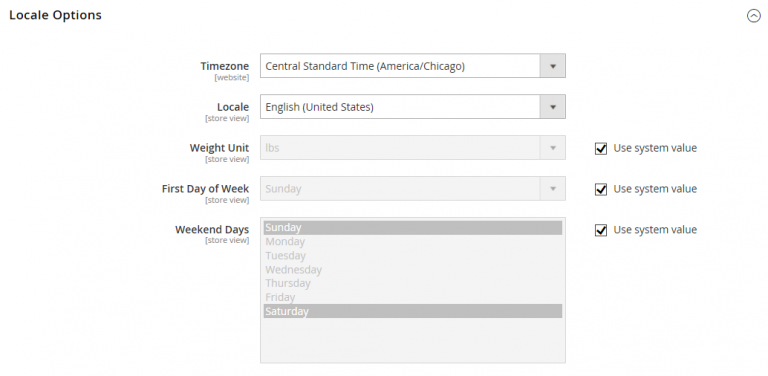 Locale Options
Timezone
[website]
Central Standard Time (America/Chicago)
Locale
[store view]
English (United States)
Weight Unit
[store view]
lbs
Use system value
First Day of Week
[store view]
Sunday
Use system value
Weekend Days
[store view]
Sunday
Monday
Tuesday
Wednesday
Thursday
Friday
Saturday
Use system value